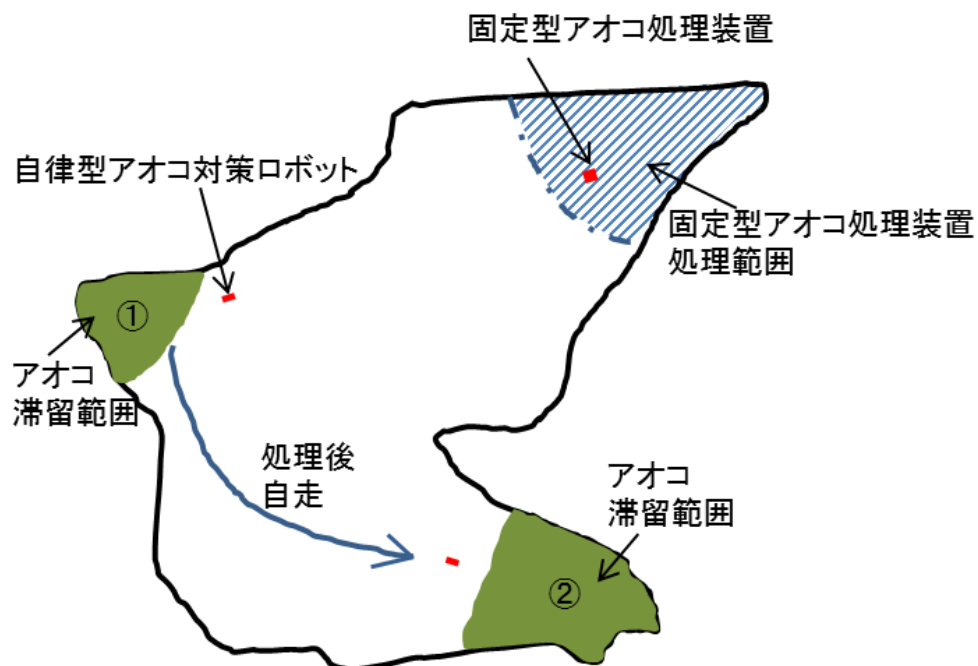 固定型アオコ処理装置
自律型アオコ対策ロボット
固定型アオコ処理装置
処理範囲
①
アオコ
滞留範囲
処理後
自走
アオコ
滞留範囲
②